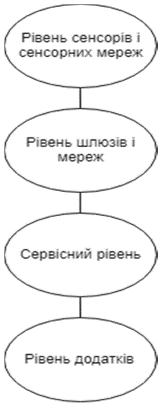 Рівень сенсорів і
сенсорних мереж
Рівень шлюзів і
мереж
Сервісний рівень
Рівень додатків